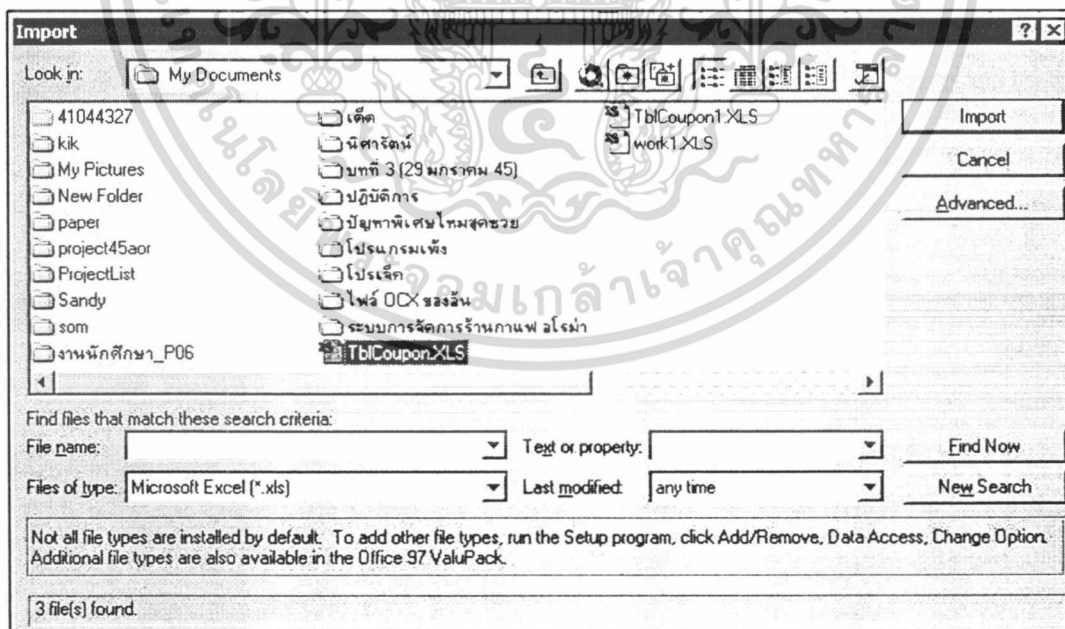 Import
Look in: My Documents
41044327
kik
My Pictures
New Folder
paper
project45aor
ProjectList
Sandy
som
งานนักศึกษา_P06
เค็ด
นิศารัตน์
บทที่ 3 (29 มกราคม 45)
ปฏิบัติการ
ปัญหาพิเศษไหมสุดซวย
โปรแกรมเพ้ง
โปรเจ็ค
ไฟล์ OCX ของอ้น
ระบบการจัดการร้านกาแฟ อโรม่า
TblCoupon.XLS
TblCoupon1.XLS
work1.XLS
Import
Cancel
Advanced...
Find files that match these search criteria:
File name:
Text or property:
Find Now
Files of type: Microsoft Excel (*.xls)
Last modified: any time
New Search
Not all file types are installed by default. To add other file types, run the Setup program, click Add/Remove, Data Access, Change Option.
Additional file types are also available in the Office 97 ValuPack.
3 file(s) found.